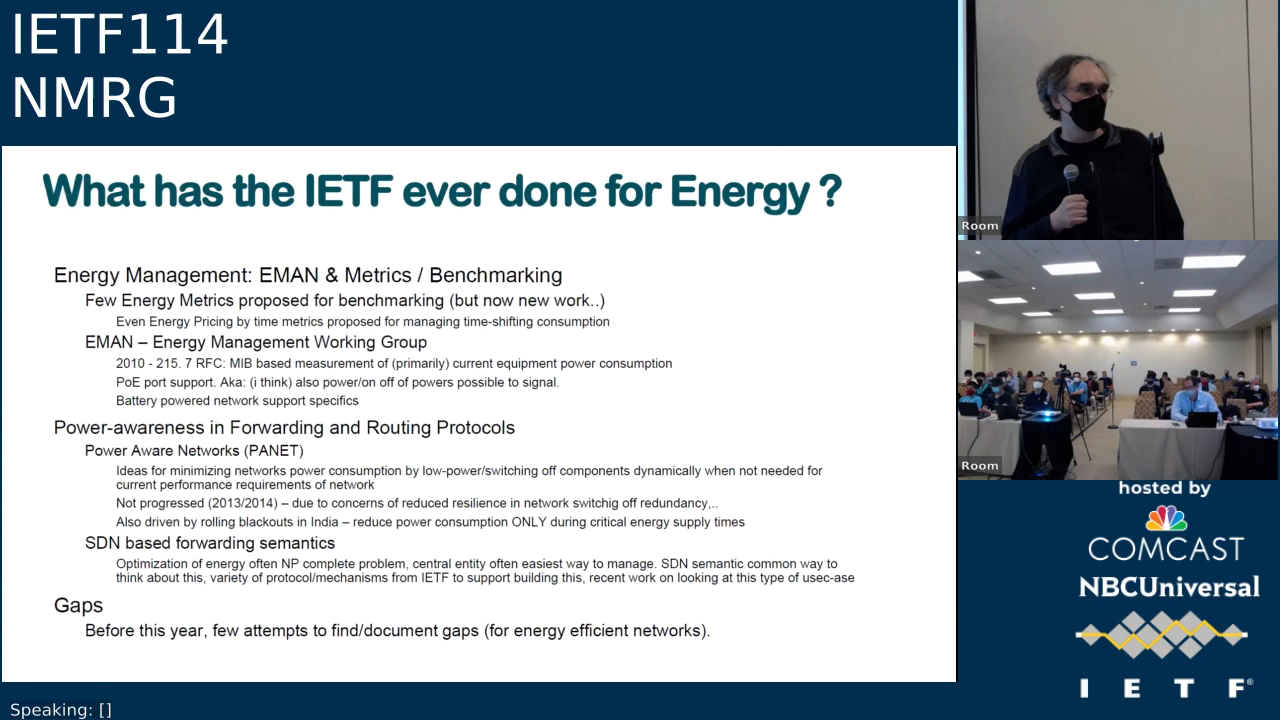 IETF114
NMRG
What has the IETF ever done for Energy ?
Energy Management: EMAN & Metrics / Benchmarking
Few Energy Metrics proposed for benchmarking (but now new work..)
Even Energy Pricing by time metrics proposed for managing time-shifting consumption
EMAN – Energy Management Working Group
2010 - 215. 7 RFC: MIB based measurement of (primarily) current equipment power consumption
PoE port support. Aka: (i think) also power/on off of powers possible to signal.
Battery powered network support specifics
Power-awareness in Forwarding and Routing Protocols
Power Aware Networks (PANET)
Ideas for minimizing networks power consumption by low-power/switching off components dynamically when not needed for
current performance requirements of network
Not progressed (2013/2014) – due to concerns of reduced resilience in network switchig off redundancy,..
Also driven by rolling blackouts in India – reduce power consumption ONLY during critical energy supply times
SDN based forwarding semantics
Optimization of energy often NP complete problem, central entity often easiest way to manage. SDN semantic common way to
think about this, variety of protocol/mechanisms from IETF to support building this, recent work on looking at this type of usec-ase
Gaps
Before this year, few attempts to find/document gaps (for energy efficient networks).
Room
Room
hosted by
COMCAST
NBCUniversal
I E T F®
Speaking: []